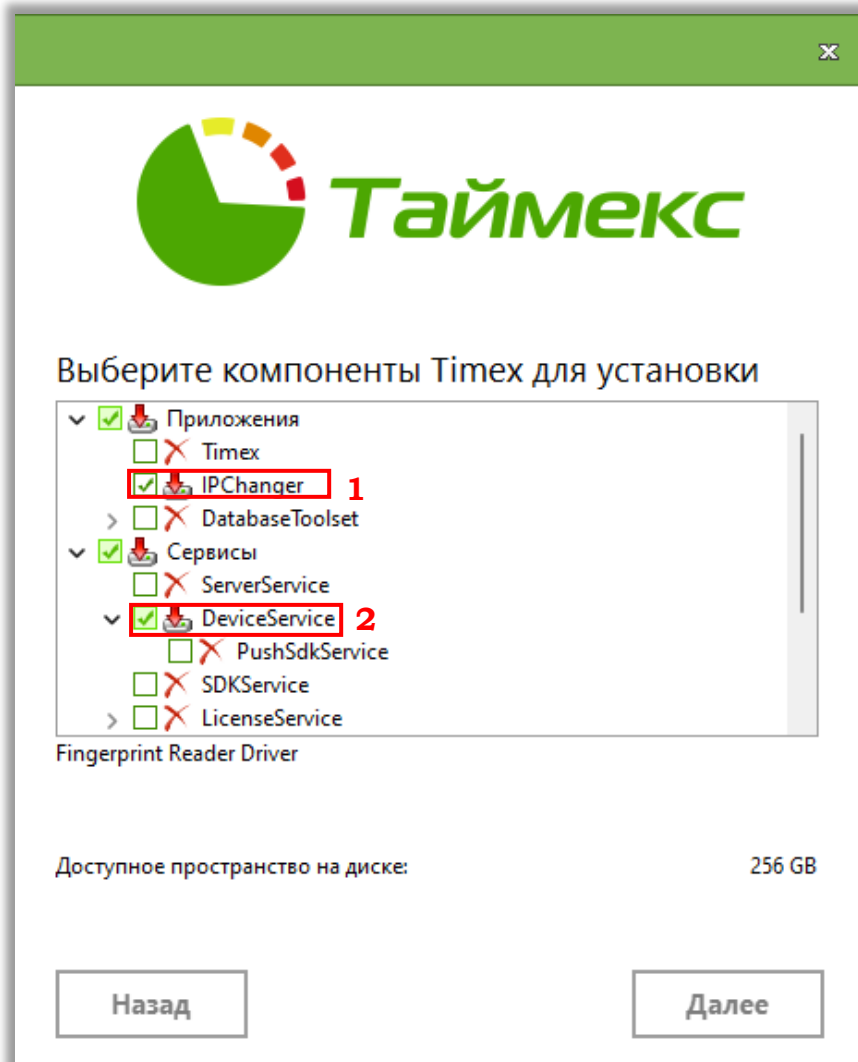 x
Таймекс
Выберите компоненты Timex для установки
Приложения
Timex
IPChanger 1
DatabaseToolset
Сервисы
ServerService
DeviceService 2
PushSdkService
SDKService
LicenseService
Fingerprint Reader Driver
Доступное пространство на диске: 256 GB
Назад Далее